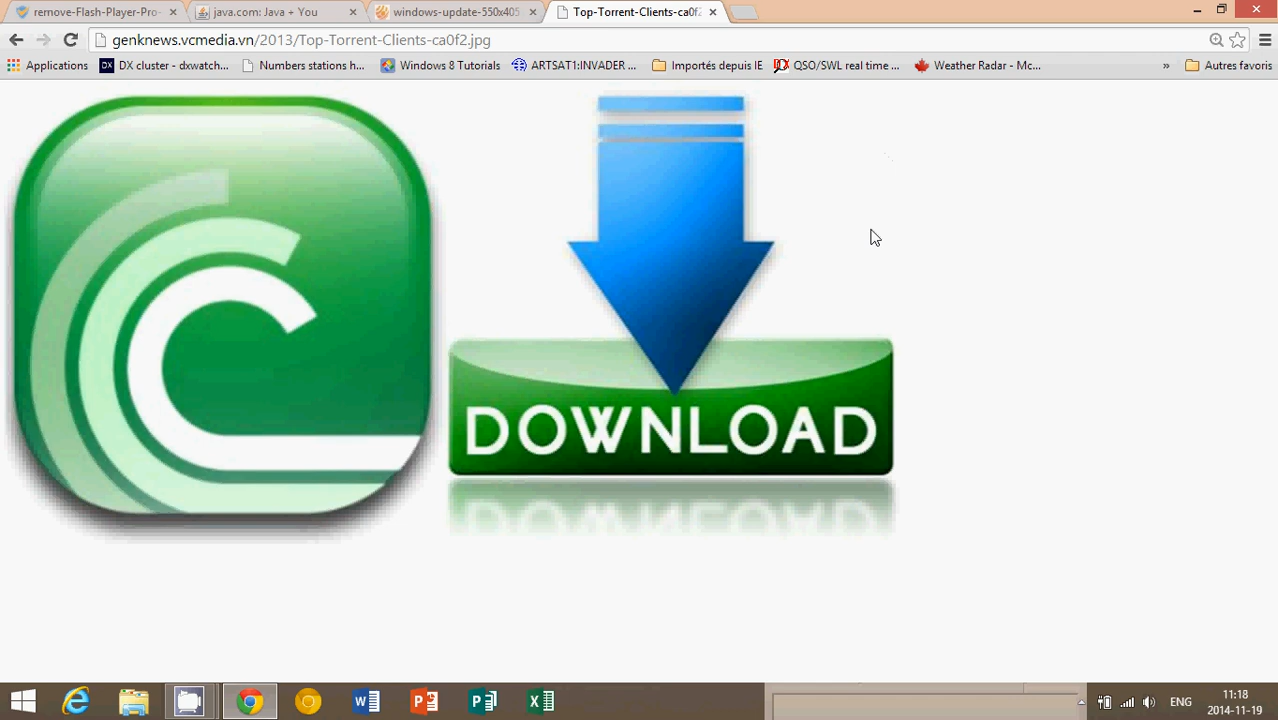 remove-Flash-Player-Pro-
java.com: Java + You
windows-update-550x405
Top-Torrent-Clients-ca0f2
genknews.vcmedia.vn/2013/Top-Torrent-Clients-ca0f2.jpg
Applications
DX
DX cluster - dxwatch...
Numbers stations h...
Windows 8 Tutorials
ARTSAT1:INVADER ...
Importés depuis IE
QSO/SWL real time ...
Weather Radar - Mc...
»
Autres favoris
DOWNLOAD
ENG
11:18
2014-11-19